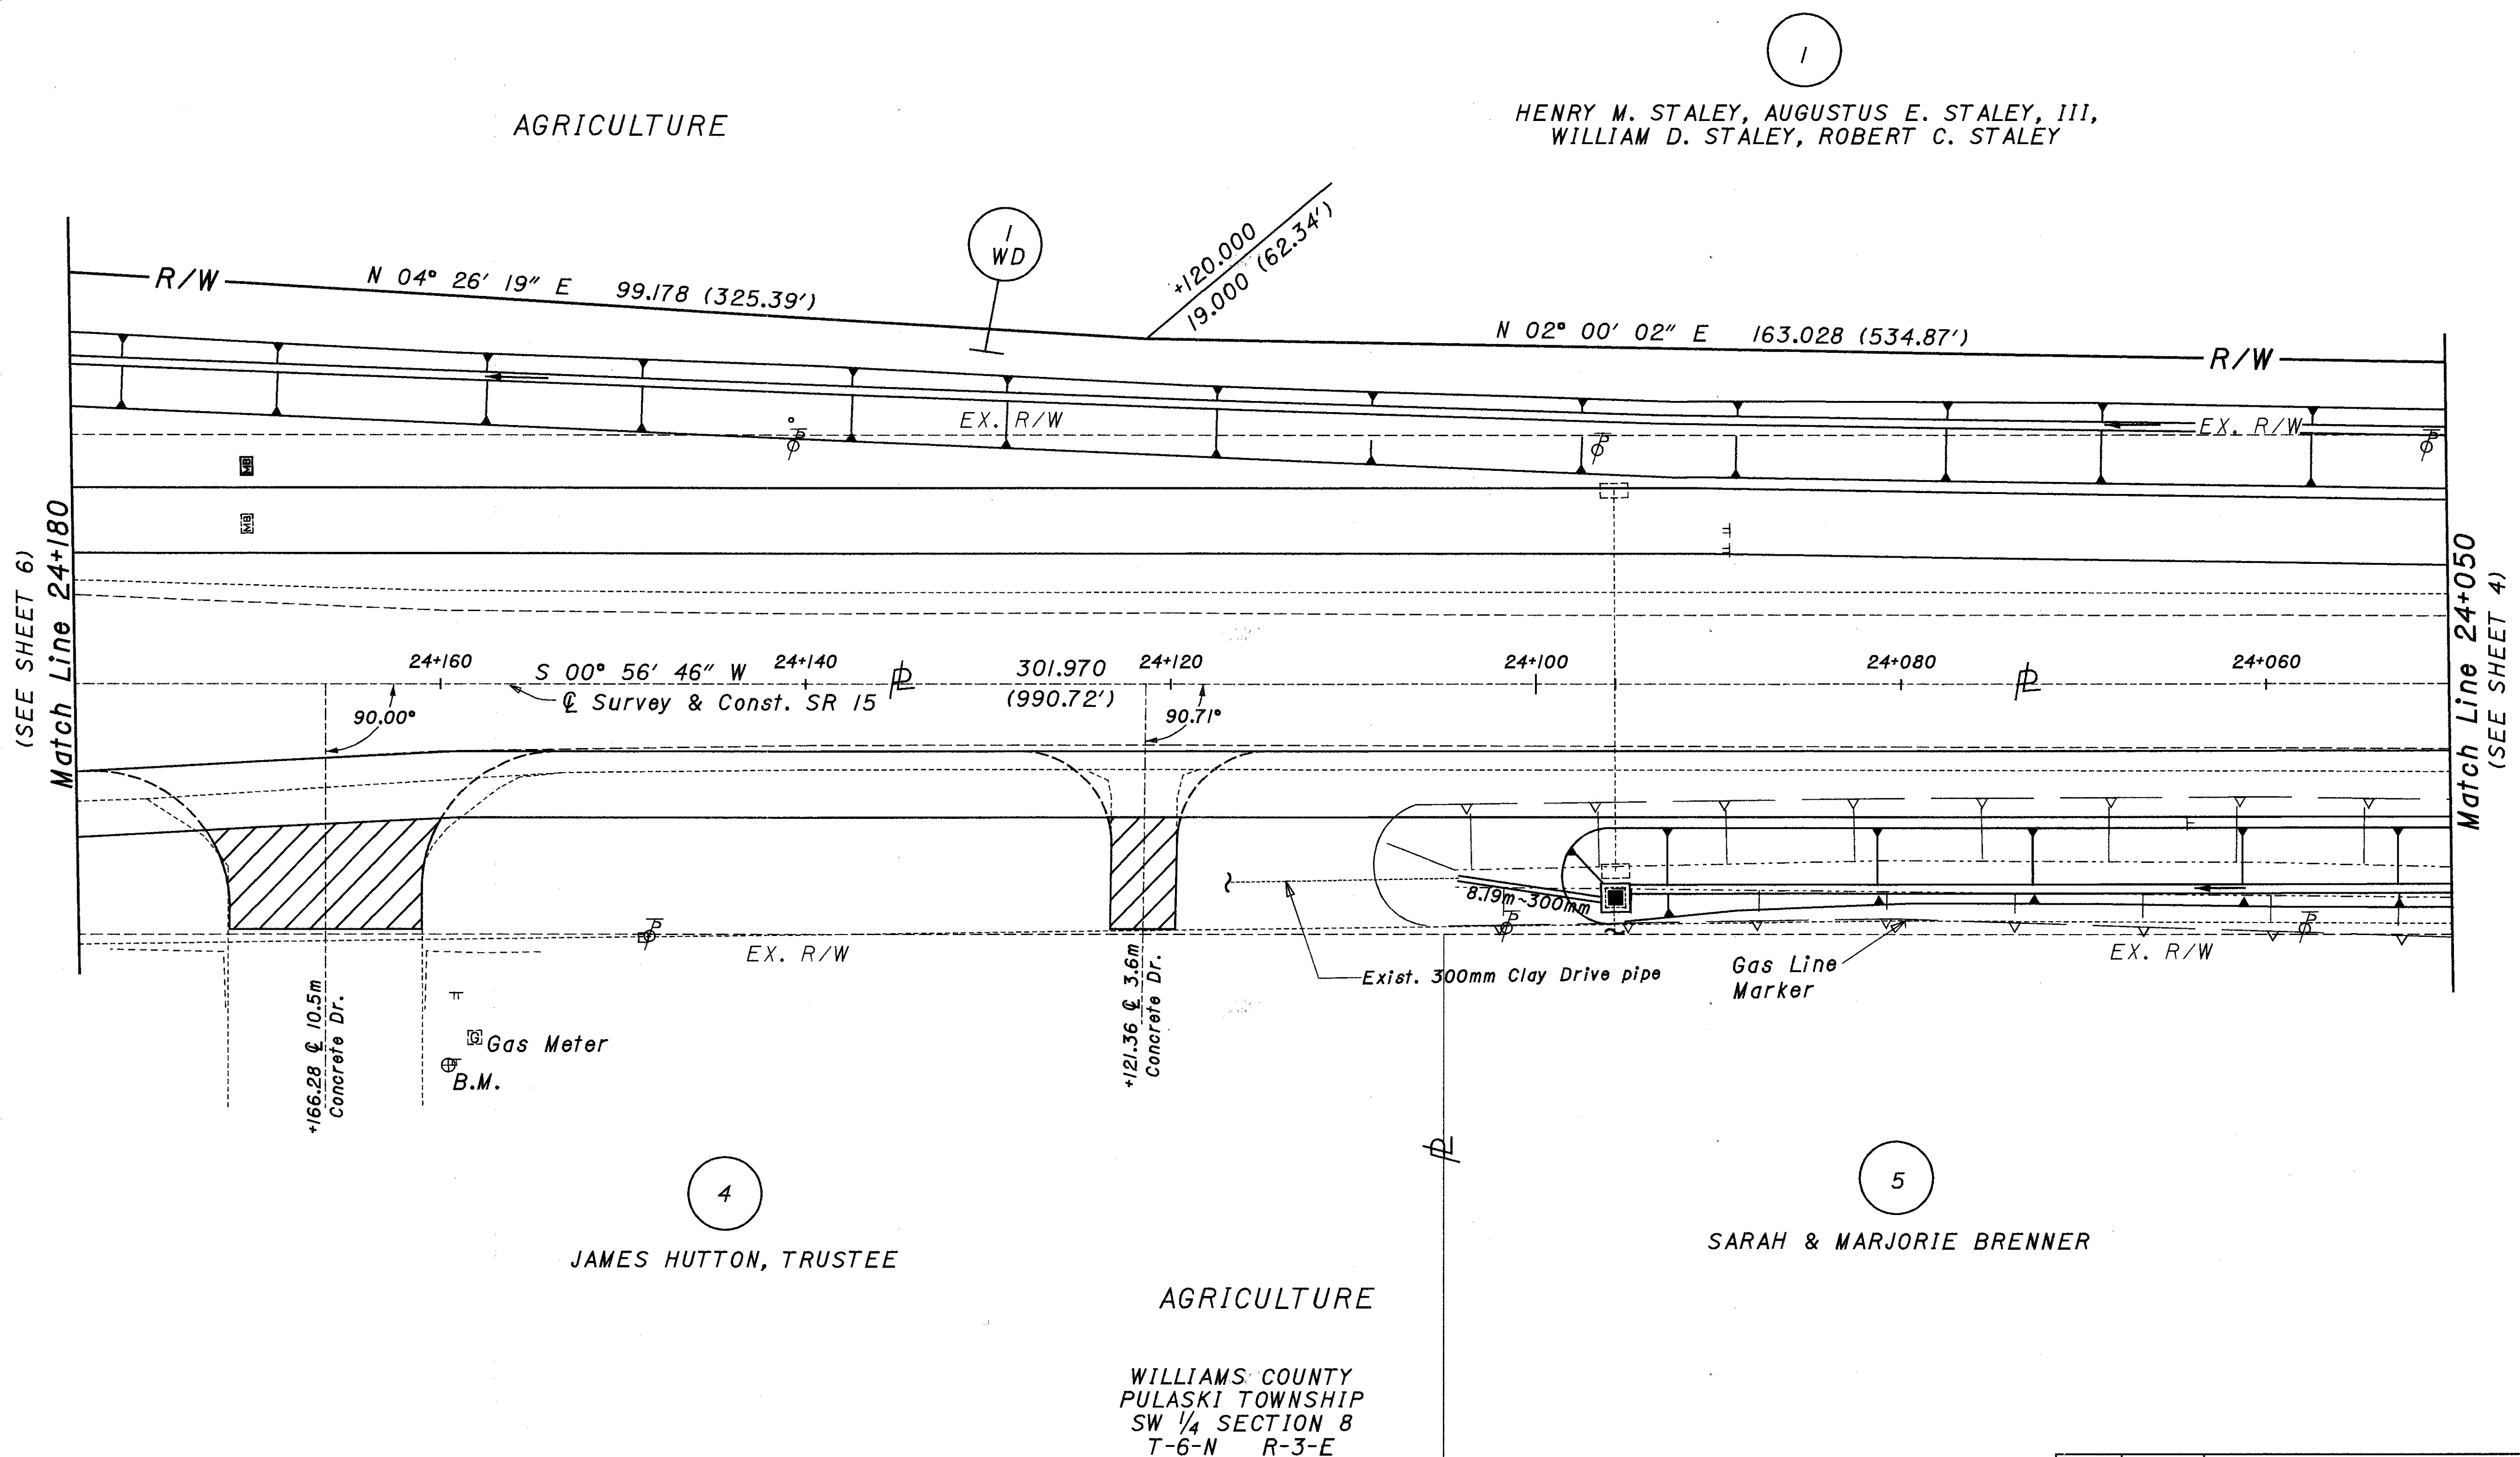 1
HENRY M. STALEY, AUGUSTUS E. STALEY, III,
WILLIAM D. STALEY, ROBERT C. STALEY
AGRICULTURE
1
WD
+120.000
19.000 (62.34')
R/W
N 04° 26' 19" E 99.178 (325.39')
N 02° 00' 02" E 163.028 (534.87')
R/W
EX. R/W
EX. R/W
P
P
P
MB
MB
(SEE SHEET 6)
Match Line 24+180
Match Line 24+050
(SEE SHEET 4)
24+160
24+140
24+120
24+100
24+080
24+060
S 00° 56' 46" W
℄ Survey & Const. SR 15
PL
301.970
(990.72')
PL
90.00°
90.71°
8.19m~300mm
P
P
P
EX. R/W
EX. R/W
Exist. 300mm Clay Drive pipe
Gas Line
Marker
+166.28 ℄ 10.5m
Concrete Dr.
+121.36 ℄ 3.6m
Concrete Dr.
G
Gas Meter
B.M.
PL
4
JAMES HUTTON, TRUSTEE
5
SARAH & MARJORIE BRENNER
AGRICULTURE
WILLIAMS COUNTY
PULASKI TOWNSHIP
SW 1/4 SECTION 8
T-6-N R-3-E